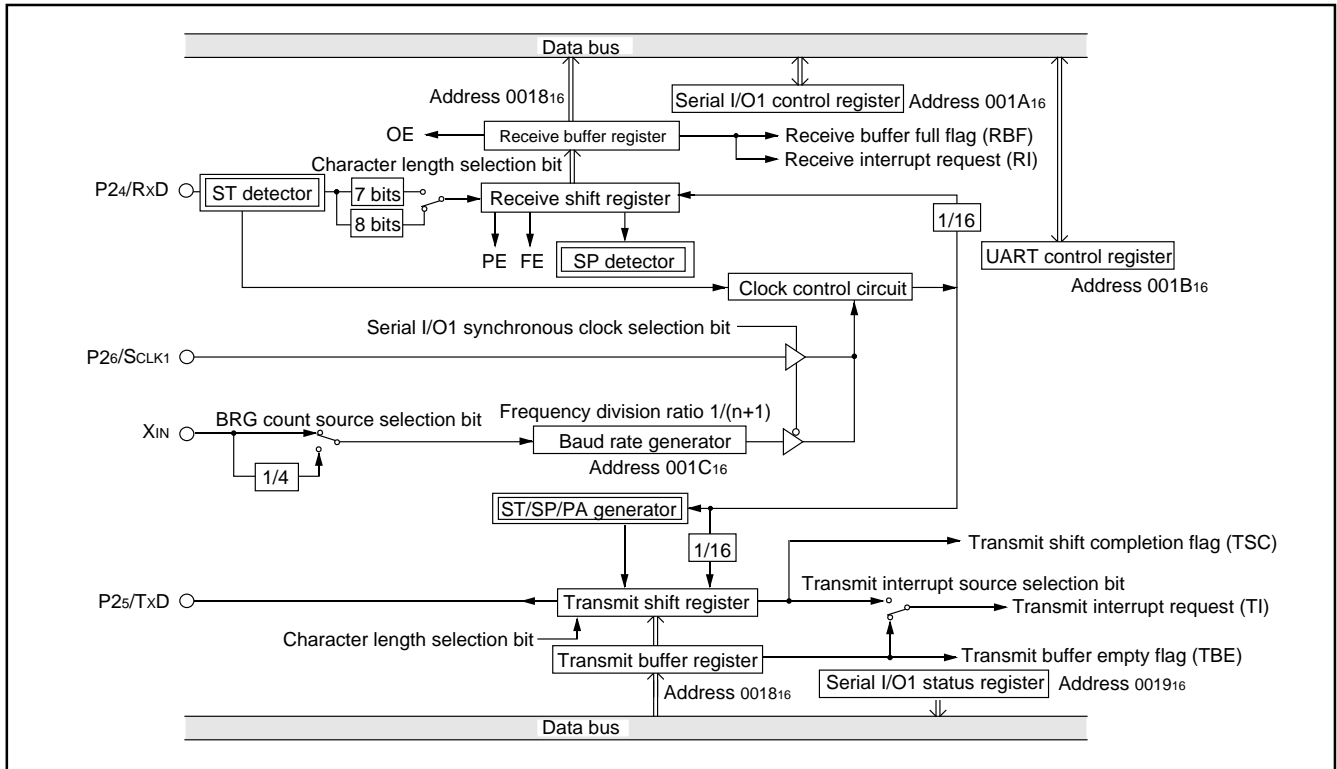 Data bus
Address 001816
Serial I/O1 control register Address 001A16
OE
Receive buffer register
Receive buffer full flag (RBF)
Receive interrupt request (RI)
Character length selection bit
P24/RXD
ST detector
7 bits
8 bits
Receive shift register
1/16
PE FE
SP detector
UART control register
Address 001B16
Clock control circuit
Serial I/O1 synchronous clock selection bit
P26/SCLK1
BRG count source selection bit
Frequency division ratio 1/(n+1)
XIN
Baud rate generator
Address 001C16
1/4
ST/SP/PA generator
1/16
Transmit shift completion flag (TSC)
Transmit interrupt source selection bit
P25/TXD
Transmit shift register
Transmit interrupt request (TI)
Character length selection bit
Transmit buffer register
Transmit buffer empty flag (TBE)
Address 001816
Serial I/O1 status register Address 001916
Data bus